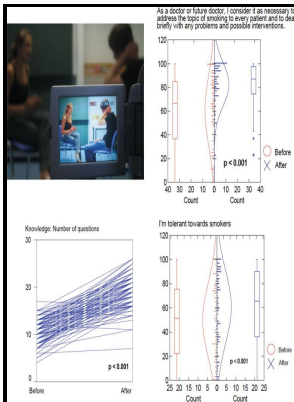 As a doctor or future doctor, I consider it as necessary to
address the topic of smoking to every patient and to deal
briefly with any problems and possible interventions.
120
100
80
60
40
20
0
p < 0.001
40 30 20 10 0 10 20 30 40
Count Count
Before
After
Knowledge: Number of questions
30
20
10
0
p < 0.001
Before After
I'm tolerant towards smokers
120
100
80
60
40
20
0
p < 0.001
25 20 15 10 5 0 5 10 15 20 25
Count Count
Before
After